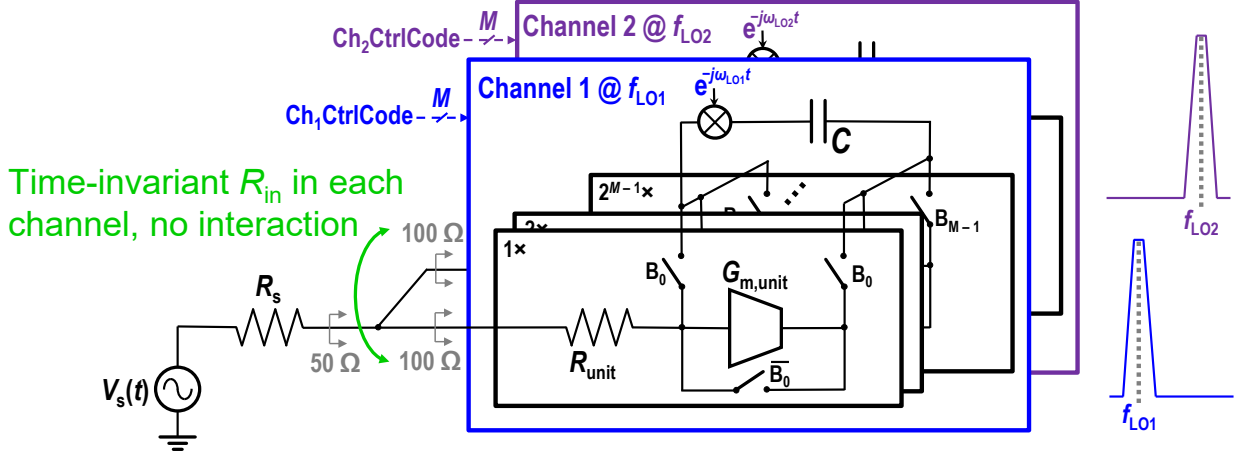 Channel 2 @ fLO2
e−jωLO2t
M
Ch2CtrlCode
Channel 1 @ fLO1
e−jωLO1t
M
Ch1CtrlCode
C
Time-invariant Rin in each
channel, no interaction
2M−1×
BM−1
2×
1×
100 Ω
B0
Gm,unit
B0
Rs
50 Ω
100 Ω
Runit
B0
Vs(t)
fLO2
fLO1